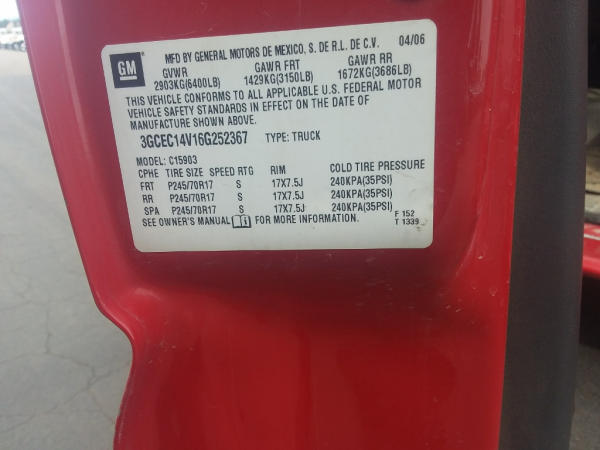 GM
MFD BY GENERAL MOTORS DE MEXICO, S. DE R.L. DE C.V. 04/06
GVWR GAWR FRT GAWR RR
2903KG(6400LB) 1429KG(3150LB) 1672KG(3686LB)
THIS VEHICLE CONFORMS TO ALL APPLICABLE U.S. FEDERAL MOTOR
VEHICLE SAFETY STANDARDS IN EFFECT ON THE DATE OF
MANUFACTURE SHOWN ABOVE.
3GCEC14V16G252367 TYPE: TRUCK
MODEL: C15903
CPHE TIRE SIZE SPEED RTG RIM COLD TIRE PRESSURE
FRT P245/70R17 S 17X7.5J 240KPA(35PSI)
RR P245/70R17 S 17X7.5J 240KPA(35PSI)
SPA P245/70R17 S 17X7.5J 240KPA(35PSI)
SEE OWNER'S MANUAL FOR MORE INFORMATION.
F 152
T 1339